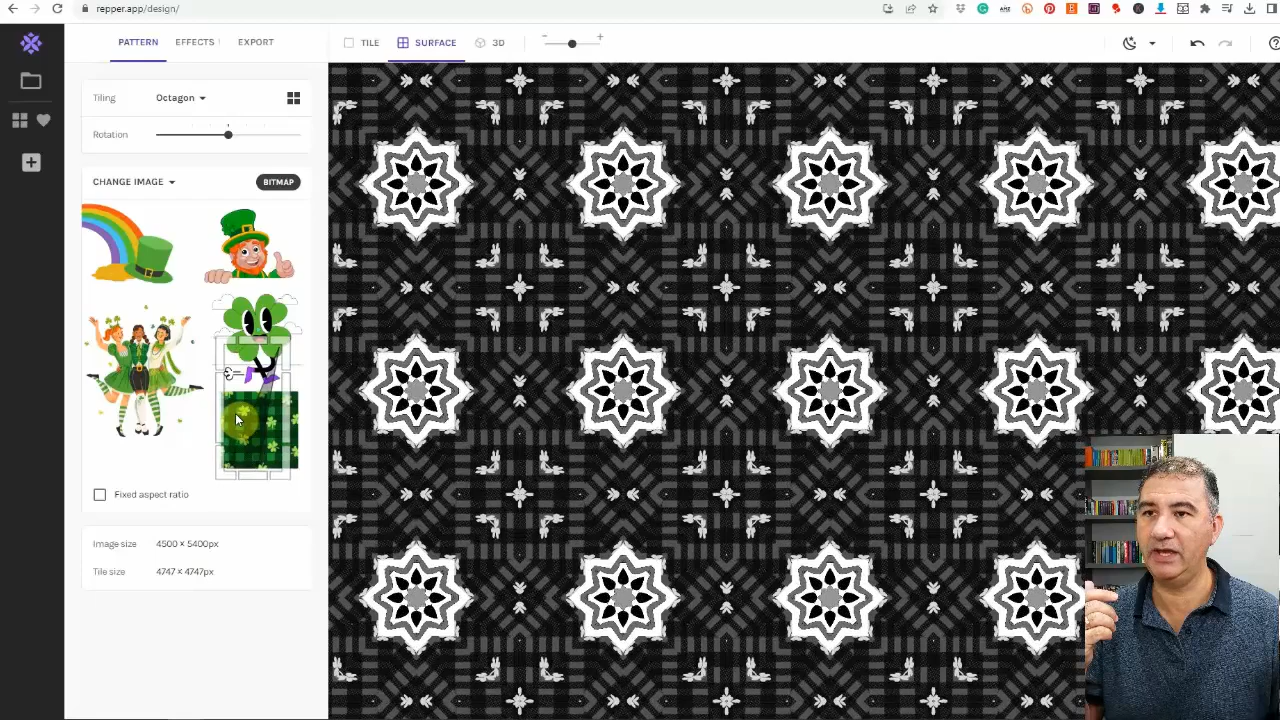 repper.app/design/
PATTERN EFFECTS EXPORT
TILE SURFACE 3D
Tiling Octagon
Rotation
CHANGE IMAGE BITMAP
Fixed aspect ratio
Image size 4500 × 5400px
Tile size 4747 × 4747px